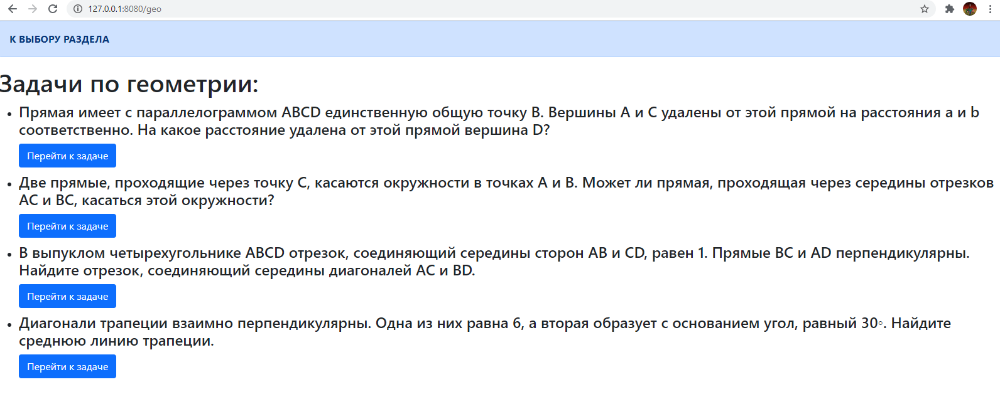 127.0.0.1:8080/geo
К ВЫБОРУ РАЗДЕЛА
Задачи по геометрии:
• Прямая имеет с параллелограммом ABCD единственную общую точку B. Вершины A и C удалены от этой прямой на расстояния a и b
соответственно. На какое расстояние удалена от этой прямой вершина D?
Перейти к задаче
• Две прямые, проходящие через точку C, касаются окружности в точках A и B. Может ли прямая, проходящая через середины отрезков
AC и BC, касаться этой окружности?
Перейти к задаче
• В выпуклом четырехугольнике ABCD отрезок, соединяющий середины сторон AB и CD, равен 1. Прямые BC и AD перпендикулярны.
Найдите отрезок, соединяющий середины диагоналей AC и BD.
Перейти к задаче
• Диагонали трапеции взаимно перпендикулярны. Одна из них равна 6, а вторая образует с основанием угол, равный 30◦. Найдите
среднюю линию трапеции.
Перейти к задаче